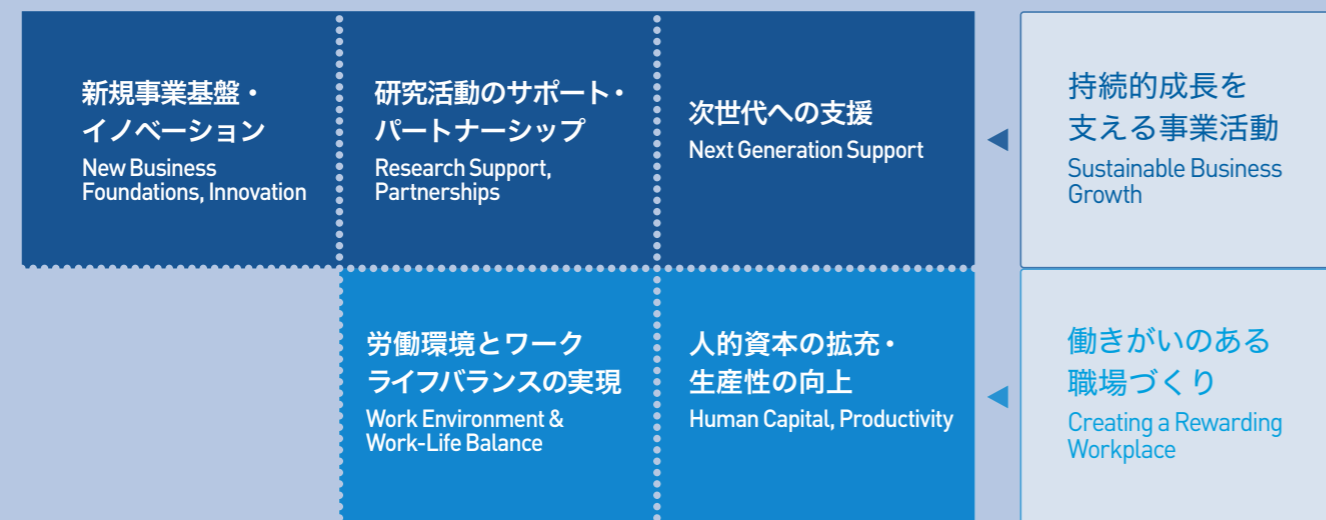 新規事業基盤・
イノベーション
New Business
Foundations, Innovation
研究活動のサポート・
パートナーシップ
Research Support,
Partnerships
次世代への支援
Next Generation Support
持続的成長を
支える事業活動
Sustainable Business
Growth
労働環境とワーク
ライフバランスの実現
Work Environment &
Work-Life Balance
人的資本の拡充・
生産性の向上
Human Capital, Productivity
働きがいのある
職場づくり
Creating a Rewarding
Workplace